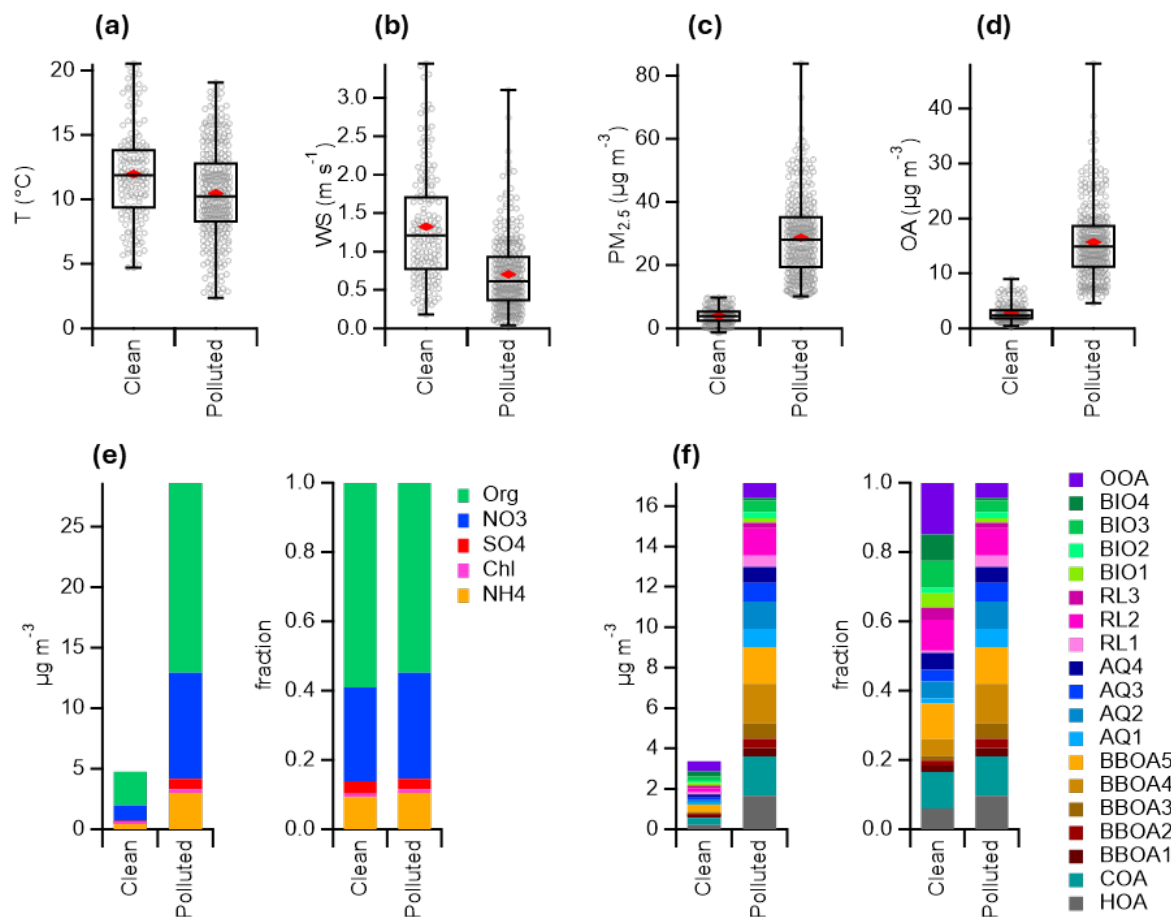 (a)
(b)
(c)
(d)
T (°C)
20
15
10
5
0
Clean
Polluted
WS (m s⁻¹)
3.0
2.5
2.0
1.5
1.0
0.5
0.0
Clean
Polluted
PM₂.₅ (µg m⁻³)
80
60
40
20
0
Clean
Polluted
OA (µg m⁻³)
40
30
20
10
0
Clean
Polluted
(e)
µg m⁻³
25
20
15
10
5
0
Clean
Polluted
fraction
1.0
0.8
0.6
0.4
0.2
0.0
Clean
Polluted
Org
NO3
SO4
Chl
NH4
(f)
µg m⁻³
16
14
12
10
8
6
4
2
0
Clean
Polluted
fraction
1.0
0.8
0.6
0.4
0.2
0.0
Clean
Polluted
OOA
BIO4
BIO3
BIO2
BIO1
RL3
RL2
RL1
AQ4
AQ3
AQ2
AQ1
BBOA5
BBOA4
BBOA3
BBOA2
BBOA1
COA
HOA